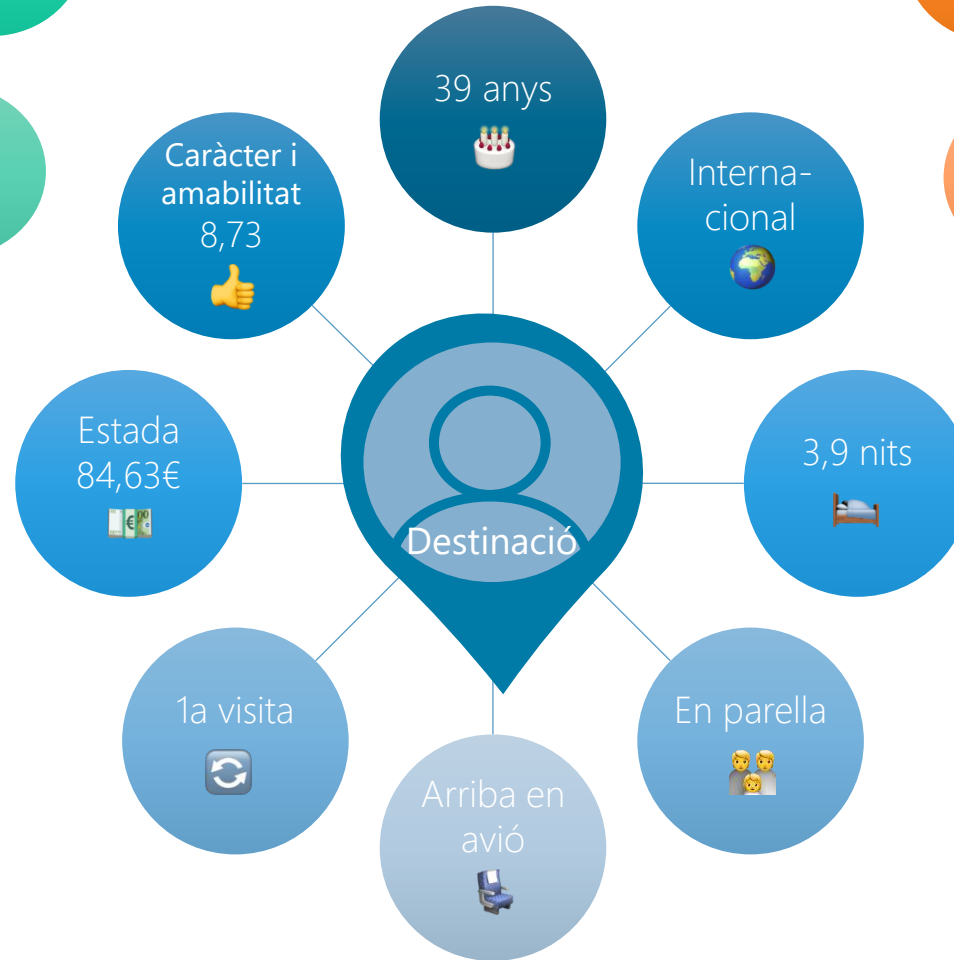 39 anys
Caràcter i
amabilitat
8,73
Interna-
cional
Estada
84,63€
3,9 nits
Destinació
1a visita
En parella
Arriba en
avió